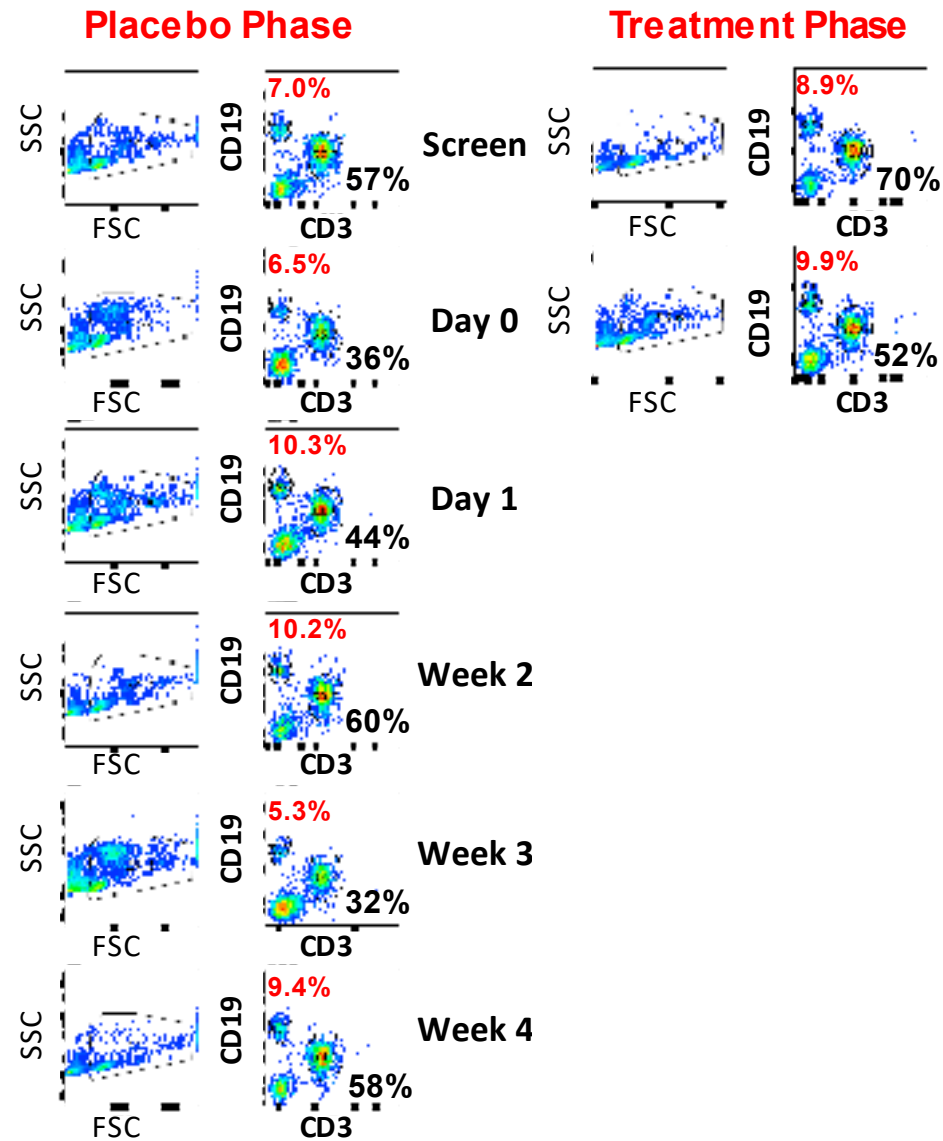 Placebo Phase
Treatment Phase
SSC
FSC
CD19
7.0%
57%
CD3
Screen
SSC
FSC
CD19
8.9%
70%
CD3
SSC
FSC
CD19
6.5%
36%
CD3
Day 0
SSC
FSC
CD19
9.9%
52%
CD3
SSC
FSC
CD19
10.3%
44%
CD3
Day 1
SSC
FSC
CD19
10.2%
60%
CD3
Week 2
SSC
FSC
CD19
5.3%
32%
CD3
Week 3
SSC
FSC
CD19
9.4%
58%
CD3
Week 4